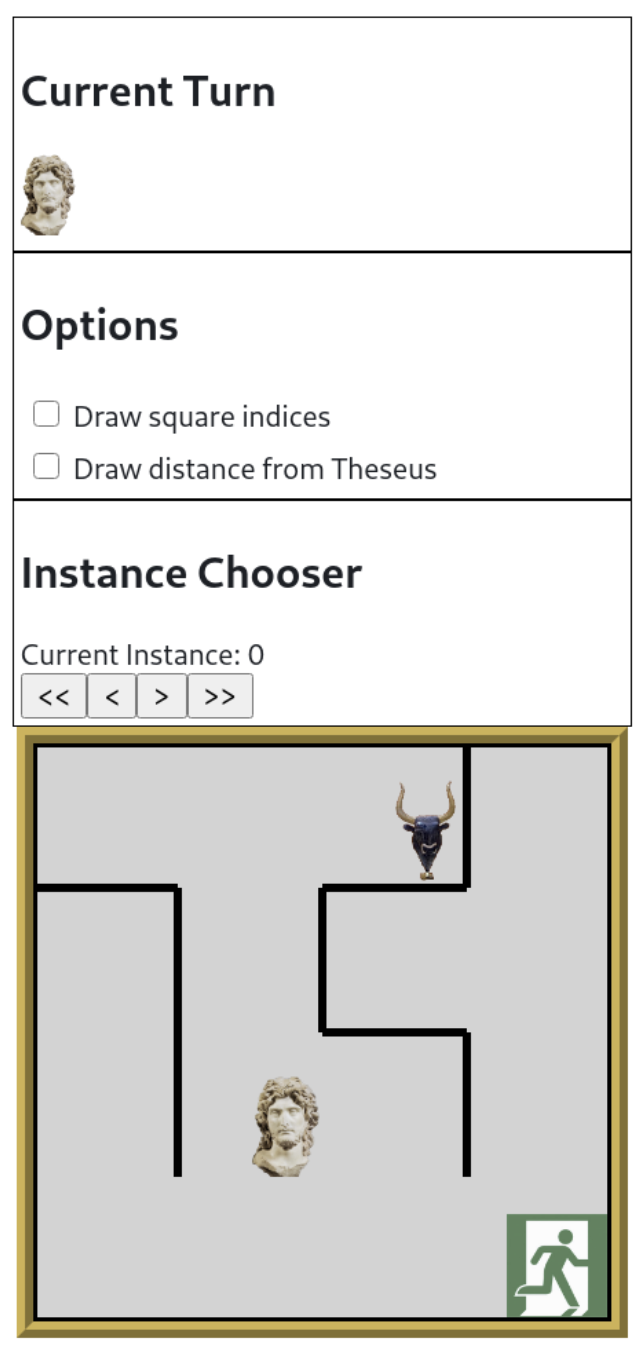 Current Turn
Options
Draw square indices
Draw distance from Theseus
Instance Chooser
Current Instance: 0
<< < > >>